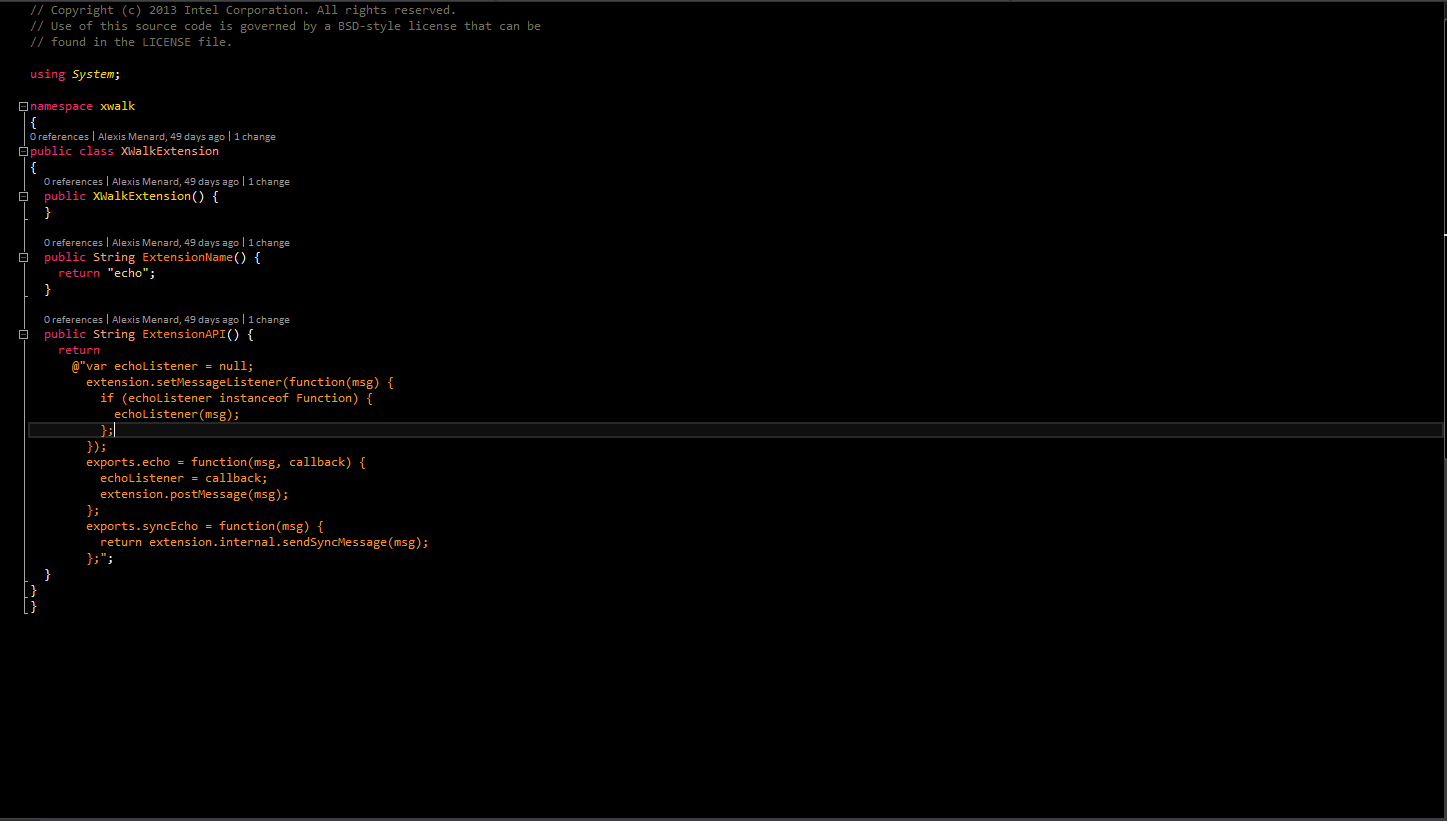 // Copyright (c) 2013 Intel Corporation. All rights reserved.
// Use of this source code is governed by a BSD-style license that can be
// found in the LICENSE file.
using System;
namespace xwalk
{
0 references | Alexis Menard, 49 days ago | 1 change
public class XWalkExtension
{
0 references | Alexis Menard, 49 days ago | 1 change
public XWalkExtension() {
}
0 references | Alexis Menard, 49 days ago | 1 change
public String ExtensionName() {
return "echo";
}
0 references | Alexis Menard, 49 days ago | 1 change
public String ExtensionAPI() {
return
@"var echoListener = null;
extension.setMessageListener(function(msg) {
if (echoListener instanceof Function) {
echoListener(msg);
};
});
exports.echo = function(msg, callback) {
echoListener = callback;
extension.postMessage(msg);
};
exports.syncEcho = function(msg) {
return extension.internal.sendSyncMessage(msg);
};";
}
}
}